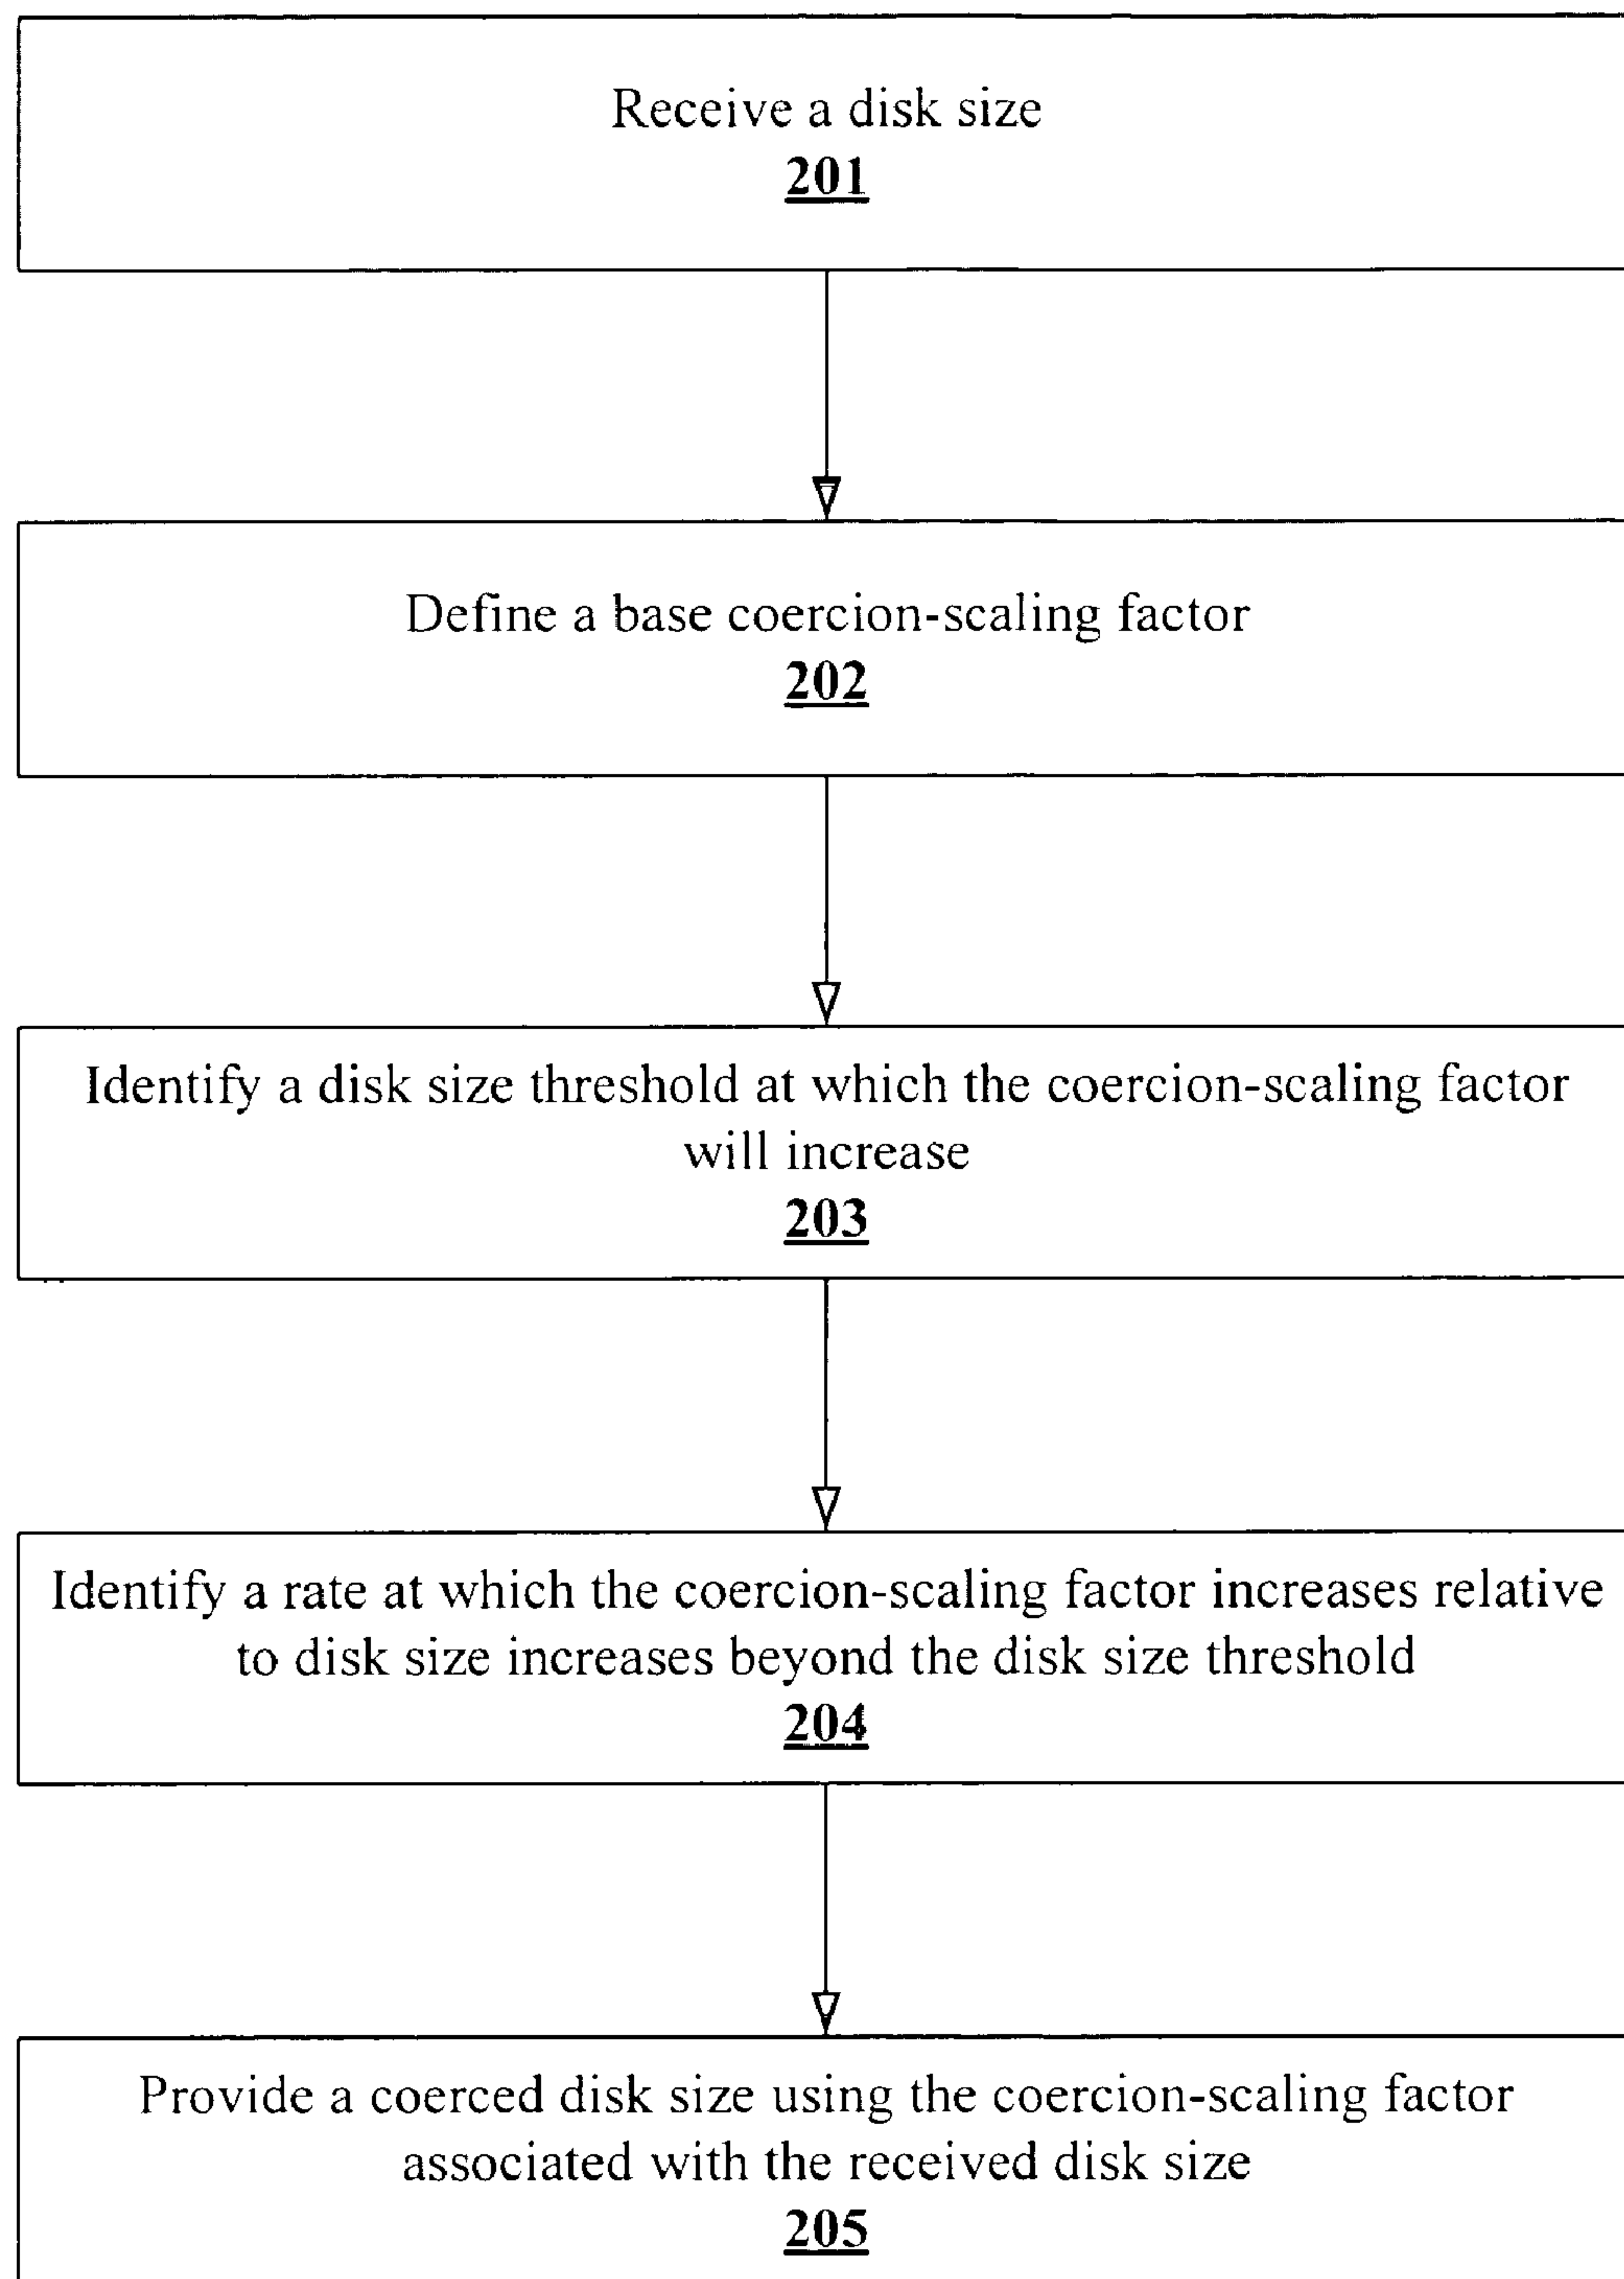 Receive a disk size
201
Define a base coercion-scaling factor
202
Identify a disk size threshold at which the coercion-scaling factor
will increase
203
Identify a rate at which the coercion-scaling factor increases relative
to disk size increases beyond the disk size threshold
204
Provide a coerced disk size using the coercion-scaling factor
associated with the received disk size
205